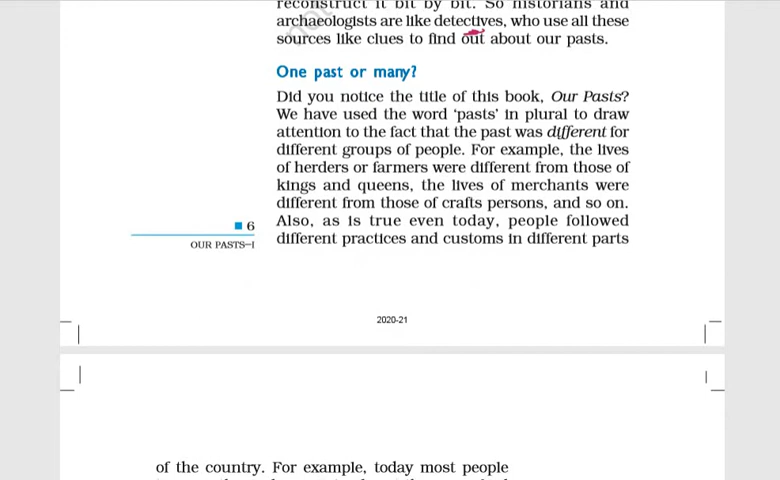 reconstruct it bit by bit. So historians and
archaeologists are like detectives, who use all these
sources like clues to find out about our pasts.
One past or many?
Did you notice the title of this book, Our Pasts?
We have used the word ‘pasts’ in plural to draw
attention to the fact that the past was different for
different groups of people. For example, the lives
of herders or farmers were different from those of
kings and queens, the lives of merchants were
different from those of crafts persons, and so on.
Also, as is true even today, people followed
different practices and customs in different parts
6
OUR PASTS–I
2020-21
of the country. For example, today most people